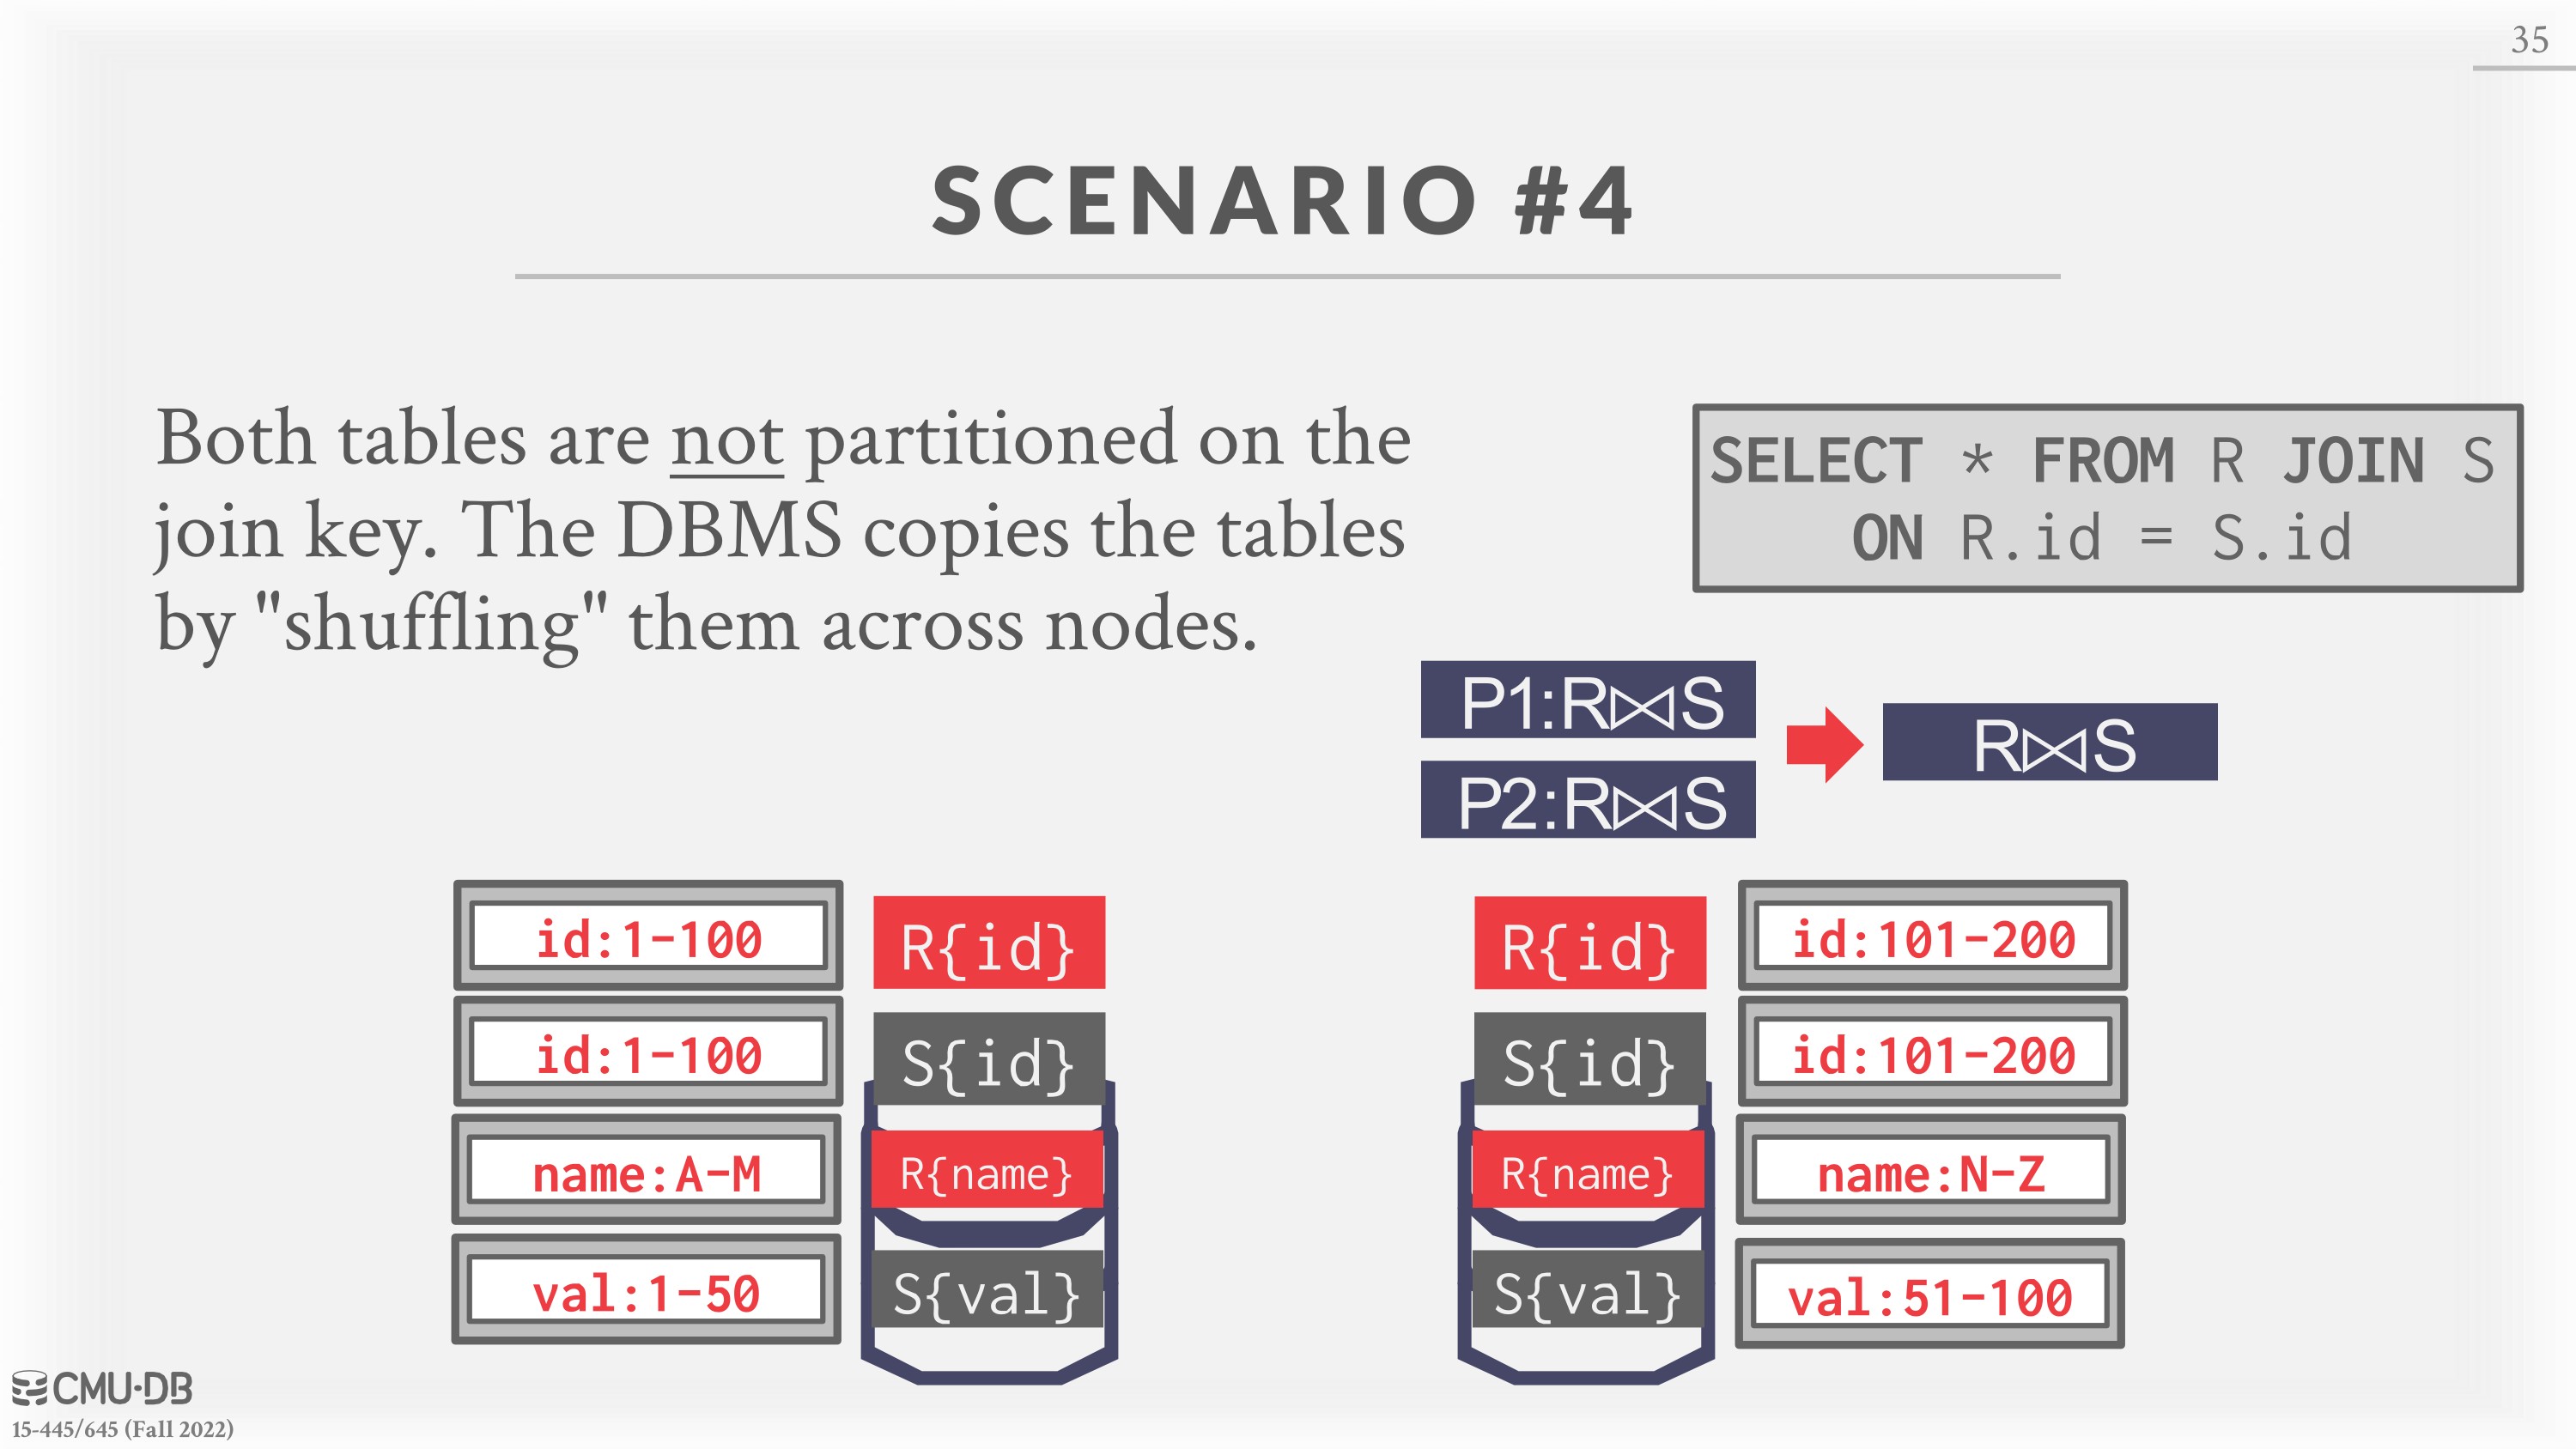 35
SCENARIO #4
Both tables are not partitioned on the
join key. The DBMS copies the tables
by "shuffling" them across nodes.
SELECT * FROM R JOIN S
ON R.id = S.id
P1:R⋈S
P2:R⋈S
R⋈S
id:1-100
R{id}
R{id}
id:101-200
id:1-100
S{id}
S{id}
id:101-200
name:A-M
R{name}
R{name}
name:N-Z
val:1-50
S{val}
S{val}
val:51-100
CMU·DB
15-445/645 (Fall 2022)